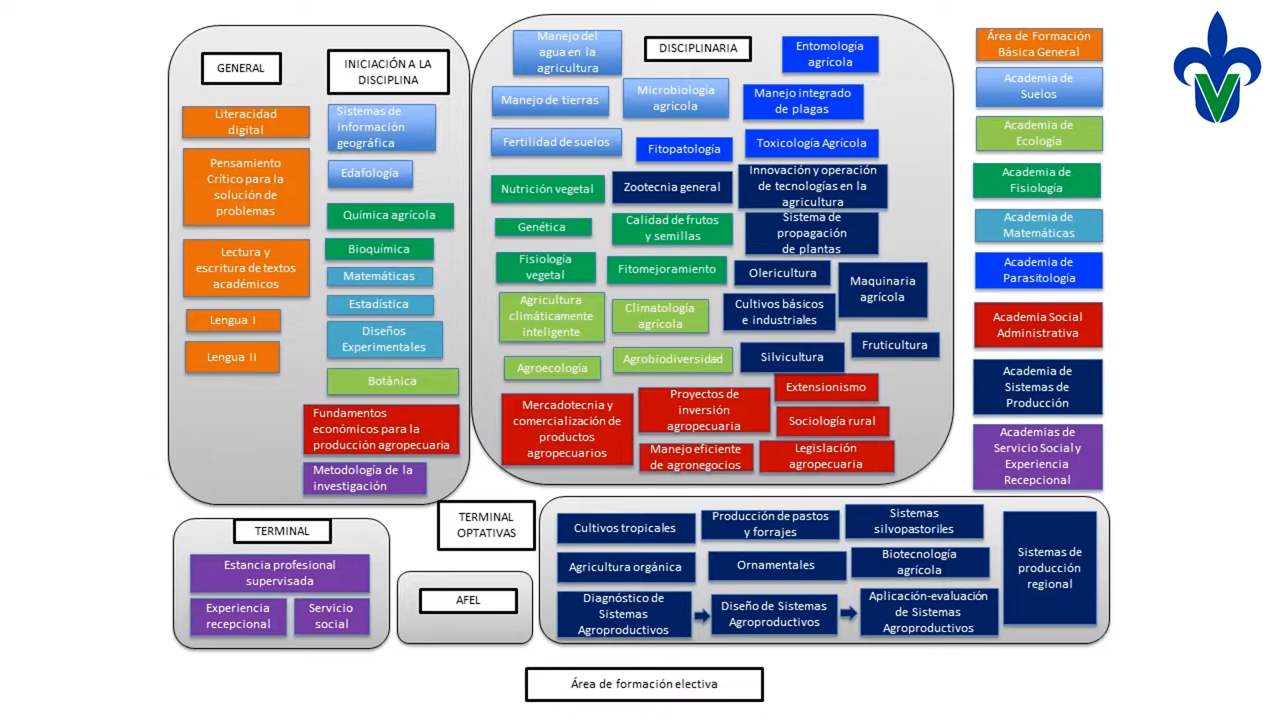 GENERAL
Literacidad
digital
Pensamiento
Crítico para la
solución de
problemas
Lectura y
escritura de textos
académicos
Lengua I
Lengua II
INICIACIÓN A LA
DISCIPLINA
Sistemas de
información
geográfica
Edafología
Química agrícola
Bioquímica
Matemáticas
Estadística
Diseños
Experimentales
Botánica
Fundamentos
económicos para la
producción agropecuaria
Metodología de la
investigación
DISCIPLINARIA
Manejo del
agua en la
agricultura
Entomología
agrícola
Manejo de tierras
Microbiología
agrícola
Manejo integrado
de plagas
Fertilidad de suelos
Fitopatología
Toxicología Agrícola
Nutrición vegetal
Zootecnia general
Innovación y operación
de tecnologías en la
agricultura
Genética
Calidad de frutos
y semillas
Sistema de
propagación
de plantas
Fisiología
vegetal
Fitomejoramiento
Olericultura
Maquinaria
agrícola
Agricultura
climáticamente
inteligente
Climatología
agrícola
Cultivos básicos
e industriales
Fruticultura
Agroecología
Agrobiodiversidad
Silvicultura
Mercadotecnia y
comercialización de
productos
agropecuarios
Proyectos de
inversión
agropecuaria
Extensionismo
Sociología rural
Manejo eficiente
de agronegocios
Legislación
agropecuaria
Área de Formación
Básica General
Academia de
Suelos
Academia de
Ecología
Academia de
Fisiología
Academia de
Matemáticas
Academia de
Parasitología
Academia Social
Administrativa
Academia de
Sistemas de
Producción
Academias de
Servicio Social y
Experiencia
Recepcional
TERMINAL
Estancia profesional
supervisada
Experiencia
recepcional
Servicio
social
TERMINAL
OPTATIVAS
AFEL
Cultivos tropicales
Producción de pastos
y forrajes
Sistemas
silvopastoriles
Agricultura orgánica
Ornamentales
Biotecnología
agrícola
Diagnóstico de
Sistemas
Agroproductivos
Diseño de Sistemas
Agroproductivos
Aplicación-evaluación
de Sistemas
Agroproductivos
Sistemas de
producción
regional
Área de formación electiva